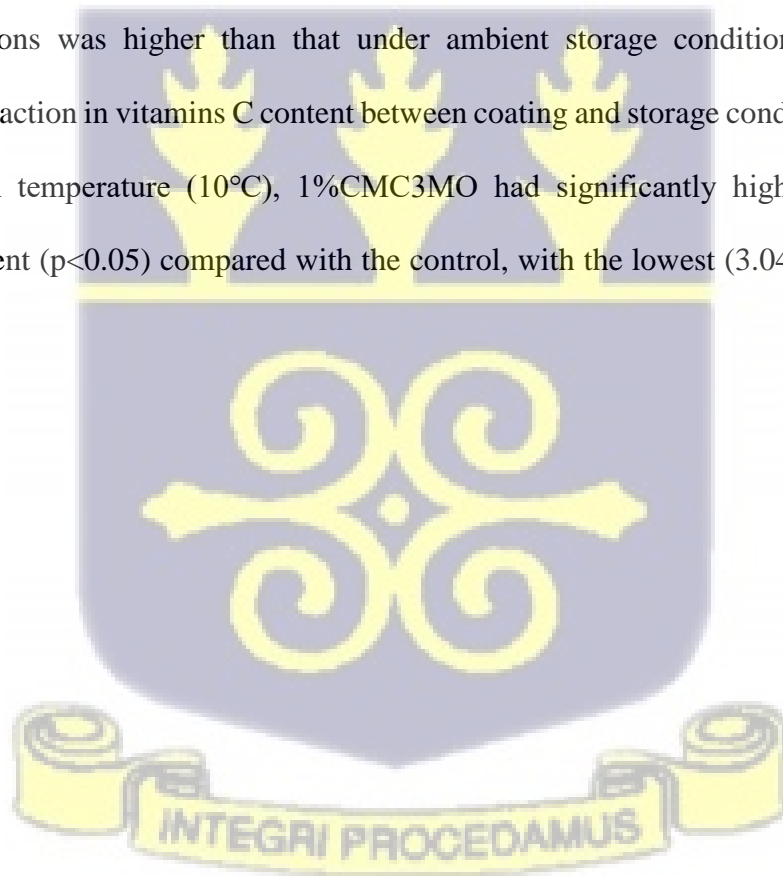 ons was higher than that under ambient storage condition
action in vitamins C content between coating and storage cond
temperature (10°C), 1%CMC3MO had significantly high
ent (p<0.05) compared with the control, with the lowest (3.04
INTEGRI PROCEDAMUS